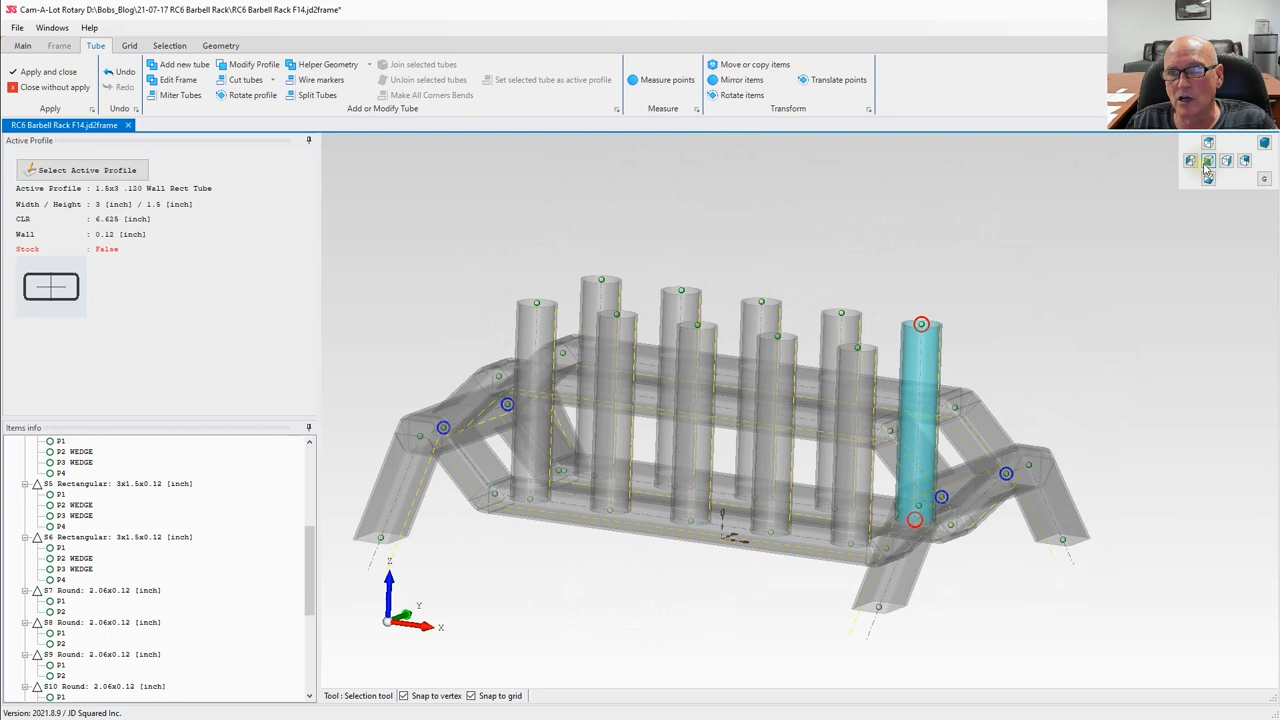 Cam-A-Lot Rotary D:\Bobs_Blog\21-07-17 RC6 Barbell Rack\RC6 Barbell Rack F14.jd2frame*
File Windows Help
Main Frame Tube Grid Selection Geometry
Apply and close
Close without apply
Apply
Undo
Redo
Undo
Add new tube Modify Profile Helper Geometry Join selected tubes
Edit Frame Cut tubes Wire markers UnJoin selected tubes Set selected tube as active profile
Miter Tubes Rotate profile Split Tubes Make All Corners Bends
Add or Modify Tube
Measure points
Measure
Move or copy items
Mirror items Translate points
Rotate items
Transform
RC6 Barbell Rack F14.jd2frame ×
Active Profile
Select Active Profile
Active Profile : 1.5x3 .120 Wall Rect Tube
Width / Height : 3 [inch] / 1.5 [inch]
CLR : 6.625 [inch]
Wall : 0.12 [inch]
Stock : False
Items info
P1
P2 WEDGE
P3 WEDGE
P4
S5 Rectangular: 3x1.5x0.12 [inch]
P1
P2 WEDGE
P3 WEDGE
P4
S6 Rectangular: 3x1.5x0.12 [inch]
P1
P2 WEDGE
P3 WEDGE
P4
S7 Round: 2.06x0.12 [inch]
P1
P2
S8 Round: 2.06x0.12 [inch]
P1
P2
S9 Round: 2.06x0.12 [inch]
P1
P2
S10 Round: 2.06x0.12 [inch]
P1
G
Z
Y
X
Tool : Selection tool Snap to vertex Snap to grid
Version: 2021.8.9 / JD Squared Inc.